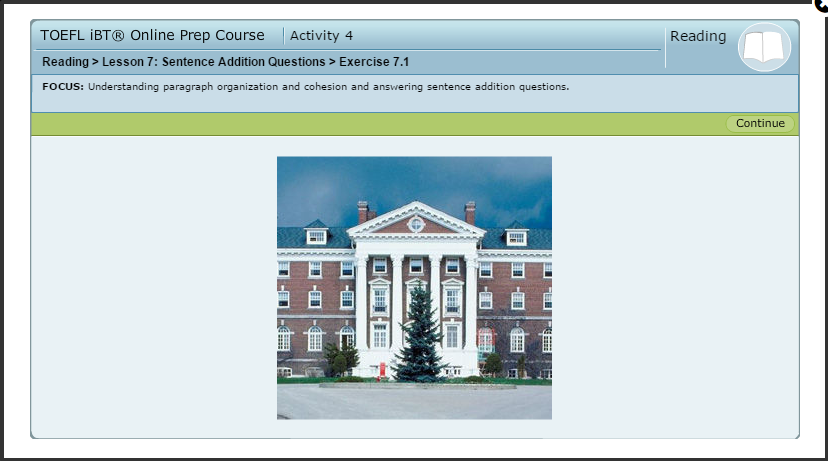 TOEFL iBT® Online Prep Course Activity 4 Reading
Reading > Lesson 7: Sentence Addition Questions > Exercise 7.1
FOCUS: Understanding paragraph organization and cohesion and answering sentence addition questions.
Continue